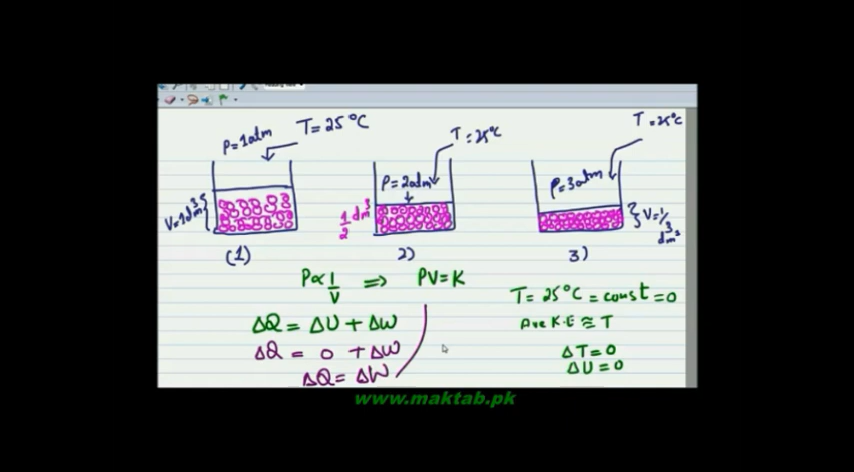 P=1atm
T=25°C
V=1dm³
(1)
T=25°C
P=2atm
1/2 dm³
2)
T=25°C
P=3atm
V=1/3 dm³
3)
P∝1/V ⇒ PV=K
ΔQ = ΔU + ΔW
ΔQ = 0 + ΔW
ΔQ = ΔW
T= 25°C = const = 0
Ave K.E ≅ T
ΔT=0
ΔU=0
www.maktab.pk